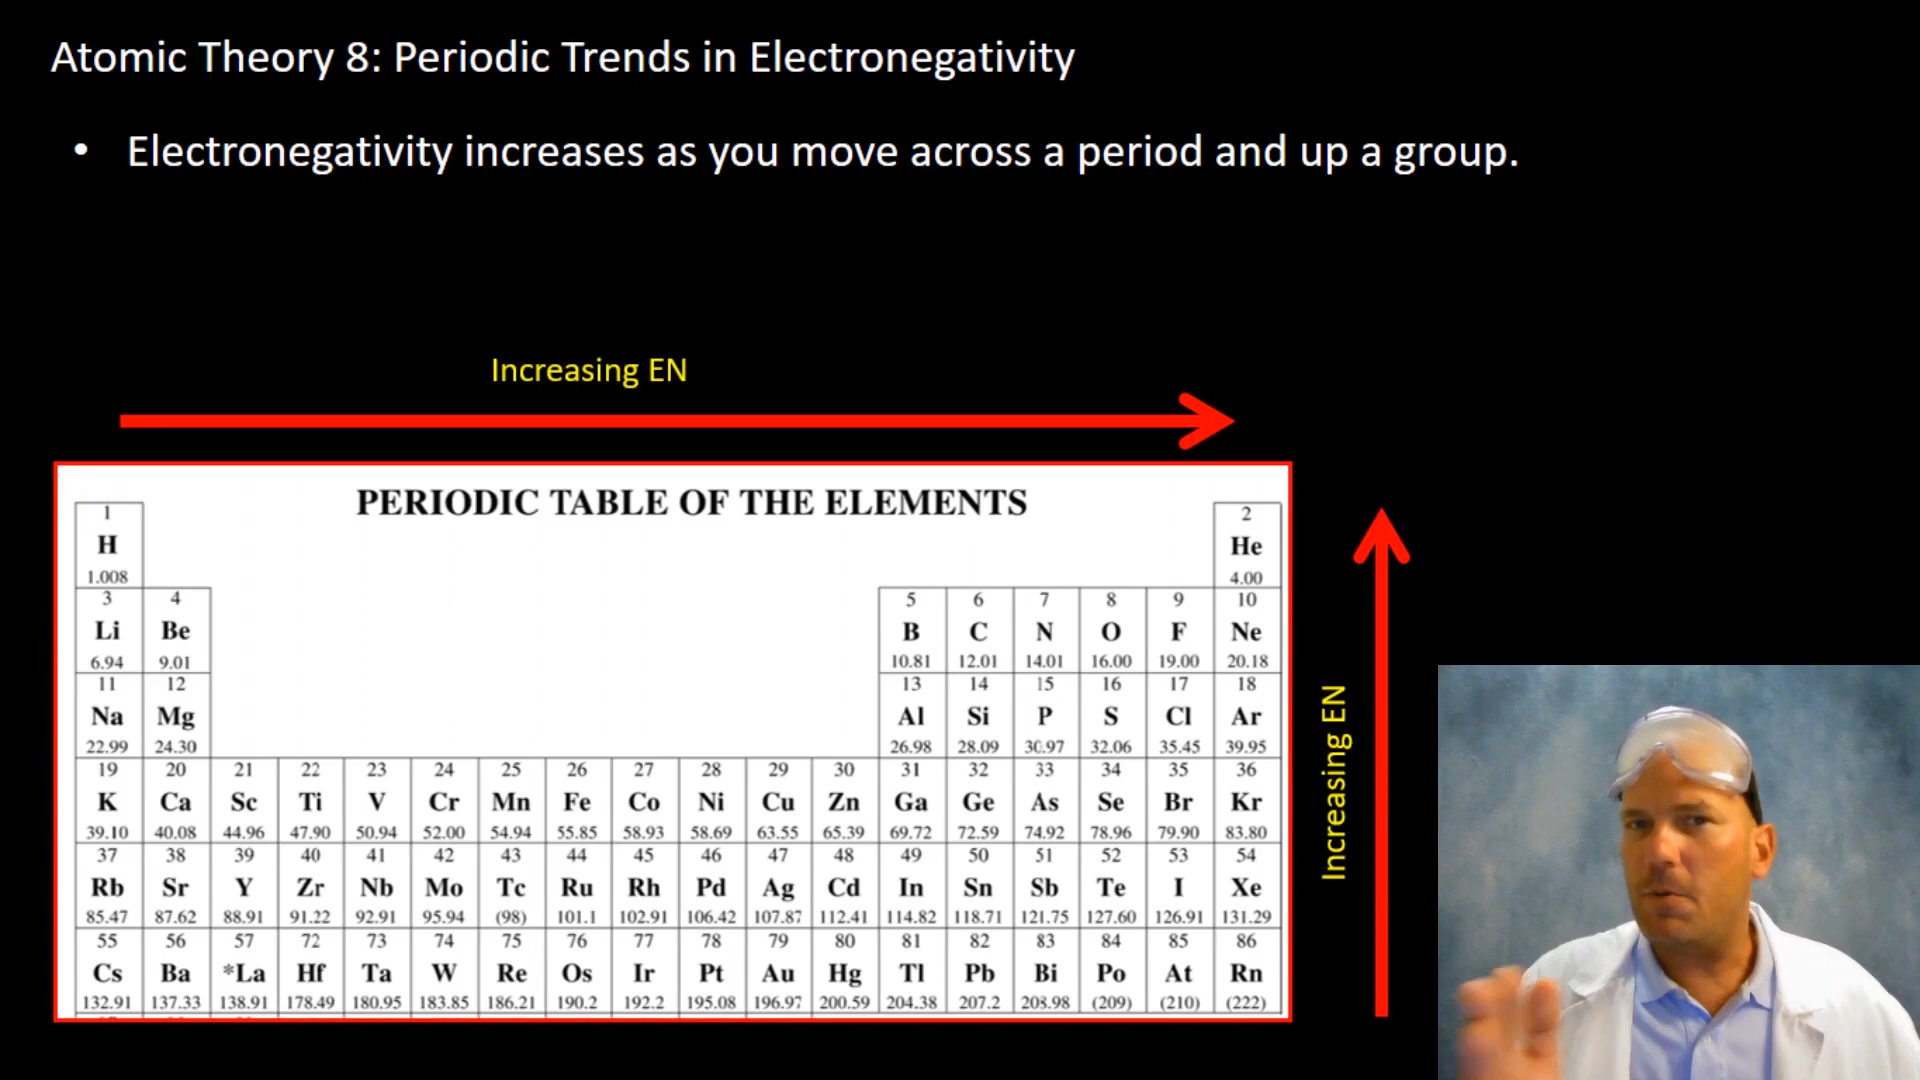 Atomic Theory 8: Periodic Trends in Electronegativity
• Electronegativity increases as you move across a period and up a group.
Increasing EN
PERIODIC TABLE OF THE ELEMENTS
1 2
H He
1.008 4.00
3 4 5 6 7 8 9 10
Li Be B C N O F Ne
6.94 9.01 10.81 12.01 14.01 16.00 19.00 20.18
11 12 13 14 15 16 17 18
Na Mg Al Si P S Cl Ar
22.99 24.30 26.98 28.09 30.97 32.06 35.45 39.95
19 20 21 22 23 24 25 26 27 28 29 30 31 32 33 34 35 36
K Ca Sc Ti V Cr Mn Fe Co Ni Cu Zn Ga Ge As Se Br Kr
39.10 40.08 44.96 47.90 50.94 52.00 54.94 55.85 58.93 58.69 63.55 65.39 69.72 72.59 74.92 78.96 79.90 83.80
37 38 39 40 41 42 43 44 45 46 47 48 49 50 51 52 53 54
Rb Sr Y Zr Nb Mo Tc Ru Rh Pd Ag Cd In Sn Sb Te I Xe
85.47 87.62 88.91 91.22 92.91 95.94 (98) 101.1 102.91 106.42 107.87 112.41 114.82 118.71 121.75 127.60 126.91 131.29
55 56 57 72 73 74 75 76 77 78 79 80 81 82 83 84 85 86
Cs Ba *La Hf Ta W Re Os Ir Pt Au Hg Tl Pb Bi Po At Rn
132.91 137.33 138.91 178.49 180.95 183.85 186.21 190.2 192.2 195.08 196.97 200.59 204.38 207.2 208.98 (209) (210) (222)
Increasing EN